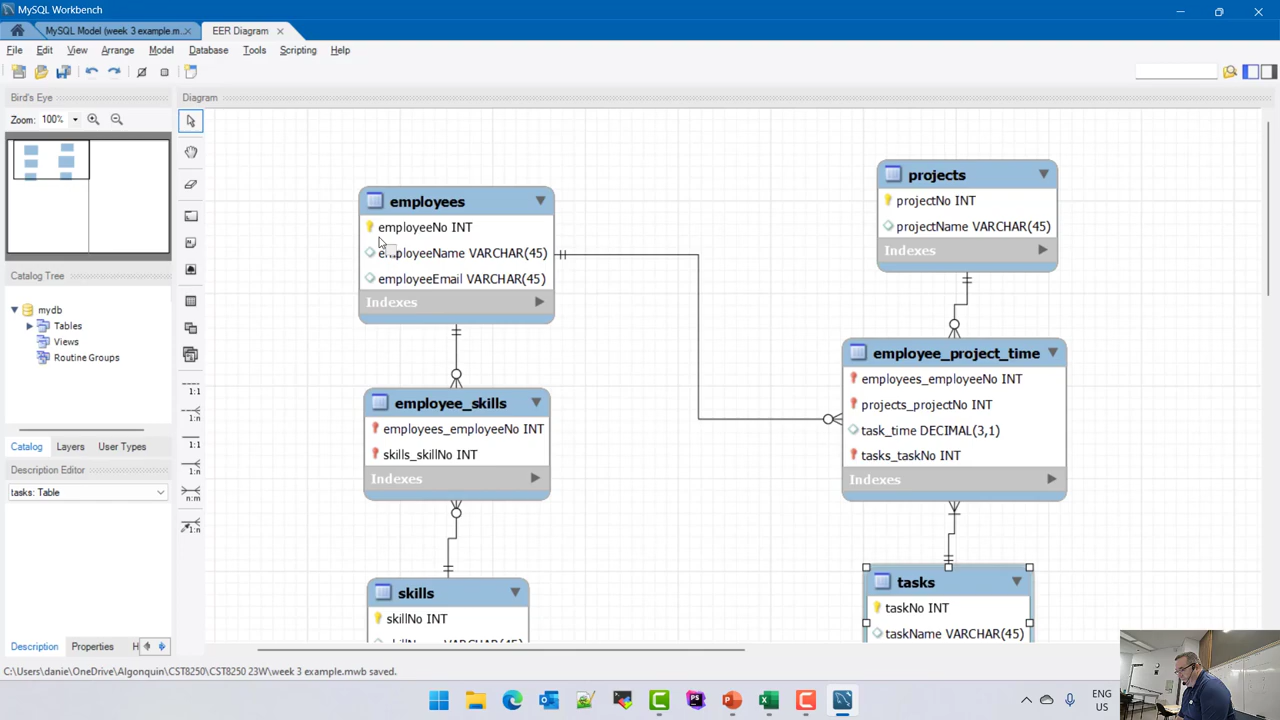 MySQL Workbench
MySQL Model (week 3 example.m...
EER Diagram
File Edit View Arrange Model Database Tools Scripting Help
Bird's Eye
Diagram
Zoom: 100%
employees
employeeNo INT
employeeName VARCHAR(45)
employeeEmail VARCHAR(45)
Indexes
projects
projectNo INT
projectName VARCHAR(45)
Indexes
Catalog Tree
mydb
Tables
Views
Routine Groups
employee_project_time
employees_employeeNo INT
projects_projectNo INT
task_time DECIMAL(3,1)
tasks_taskNo INT
Indexes
employee_skills
employees_employeeNo INT
skills_skillNo INT
Indexes
1:1
1:n
1:1
1:n
n:m
1:n
Catalog Layers User Types
Description Editor
tasks: Table
skills
skillNo INT
tasks
taskNo INT
taskName VARCHAR(45)
Description Properties H
C:\Users\danie\OneDrive\Algonquin\CST8250\CST8250 23W\week 3 example.mwb saved.
ENG
US